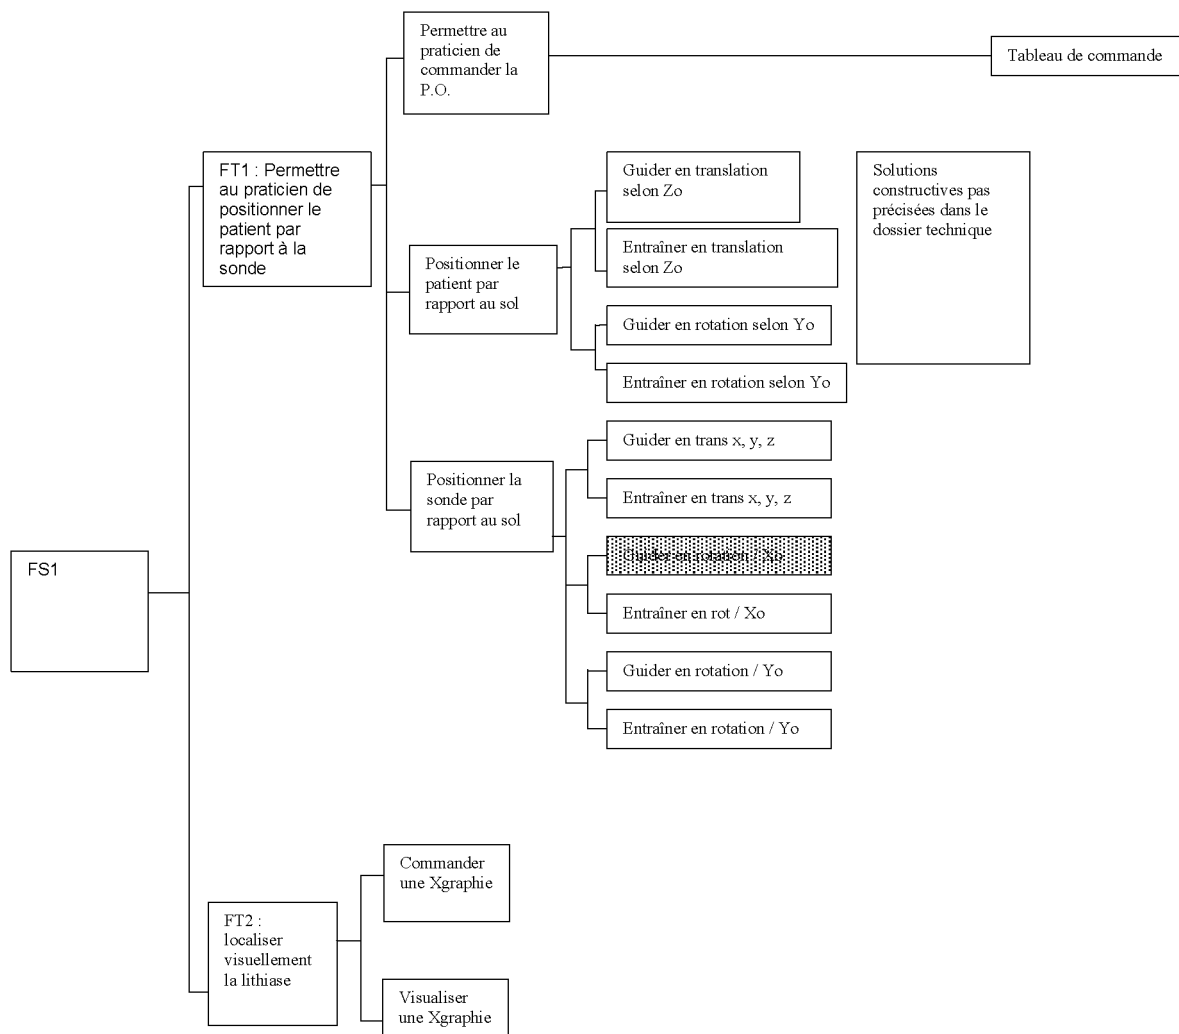 Permettre au
praticien de
commander la
P.O.
Tableau de commande
FT1 : Permettre
au praticien de
positionner le
patient par
rapport à la
sonde
Guider en translation
selon Zo
Solutions
constructives pas
précisées dans le
dossier technique
Entraîner en translation
selon Zo
Positionner le
patient par
rapport au sol
Guider en rotation selon Yo
Entraîner en rotation selon Yo
Guider en trans x, y, z
Positionner la
sonde par
rapport au sol
Entraîner en trans x, y, z
Guider en rotation / Xo
FS1
Entraîner en rot / Xo
Guider en rotation / Yo
Entraîner en rotation / Yo
Commander
une Xgraphie
FT2 :
localiser
visuellement
la lithiase
Visualiser
une Xgraphie